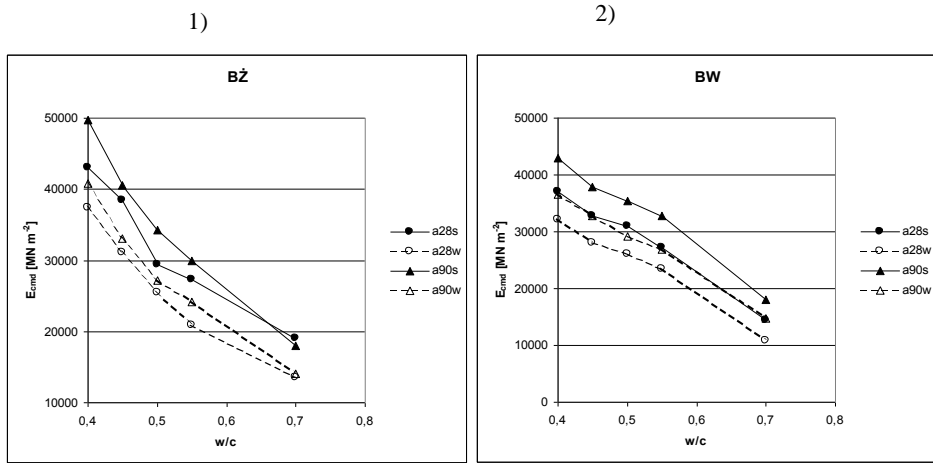 1)
2)
BŻ
50000
40000
30000
20000
10000
E_cmd [MN m-2]
0,4 0,5 0,6 0,7 0,8
w/c
a28s
a28w
a90s
a90w
BW
50000
40000
30000
20000
10000
0
E_cmd [MN m-2]
0,4 0,5 0,6 0,7 0,8
w/c
a28s
a28w
a90s
a90w